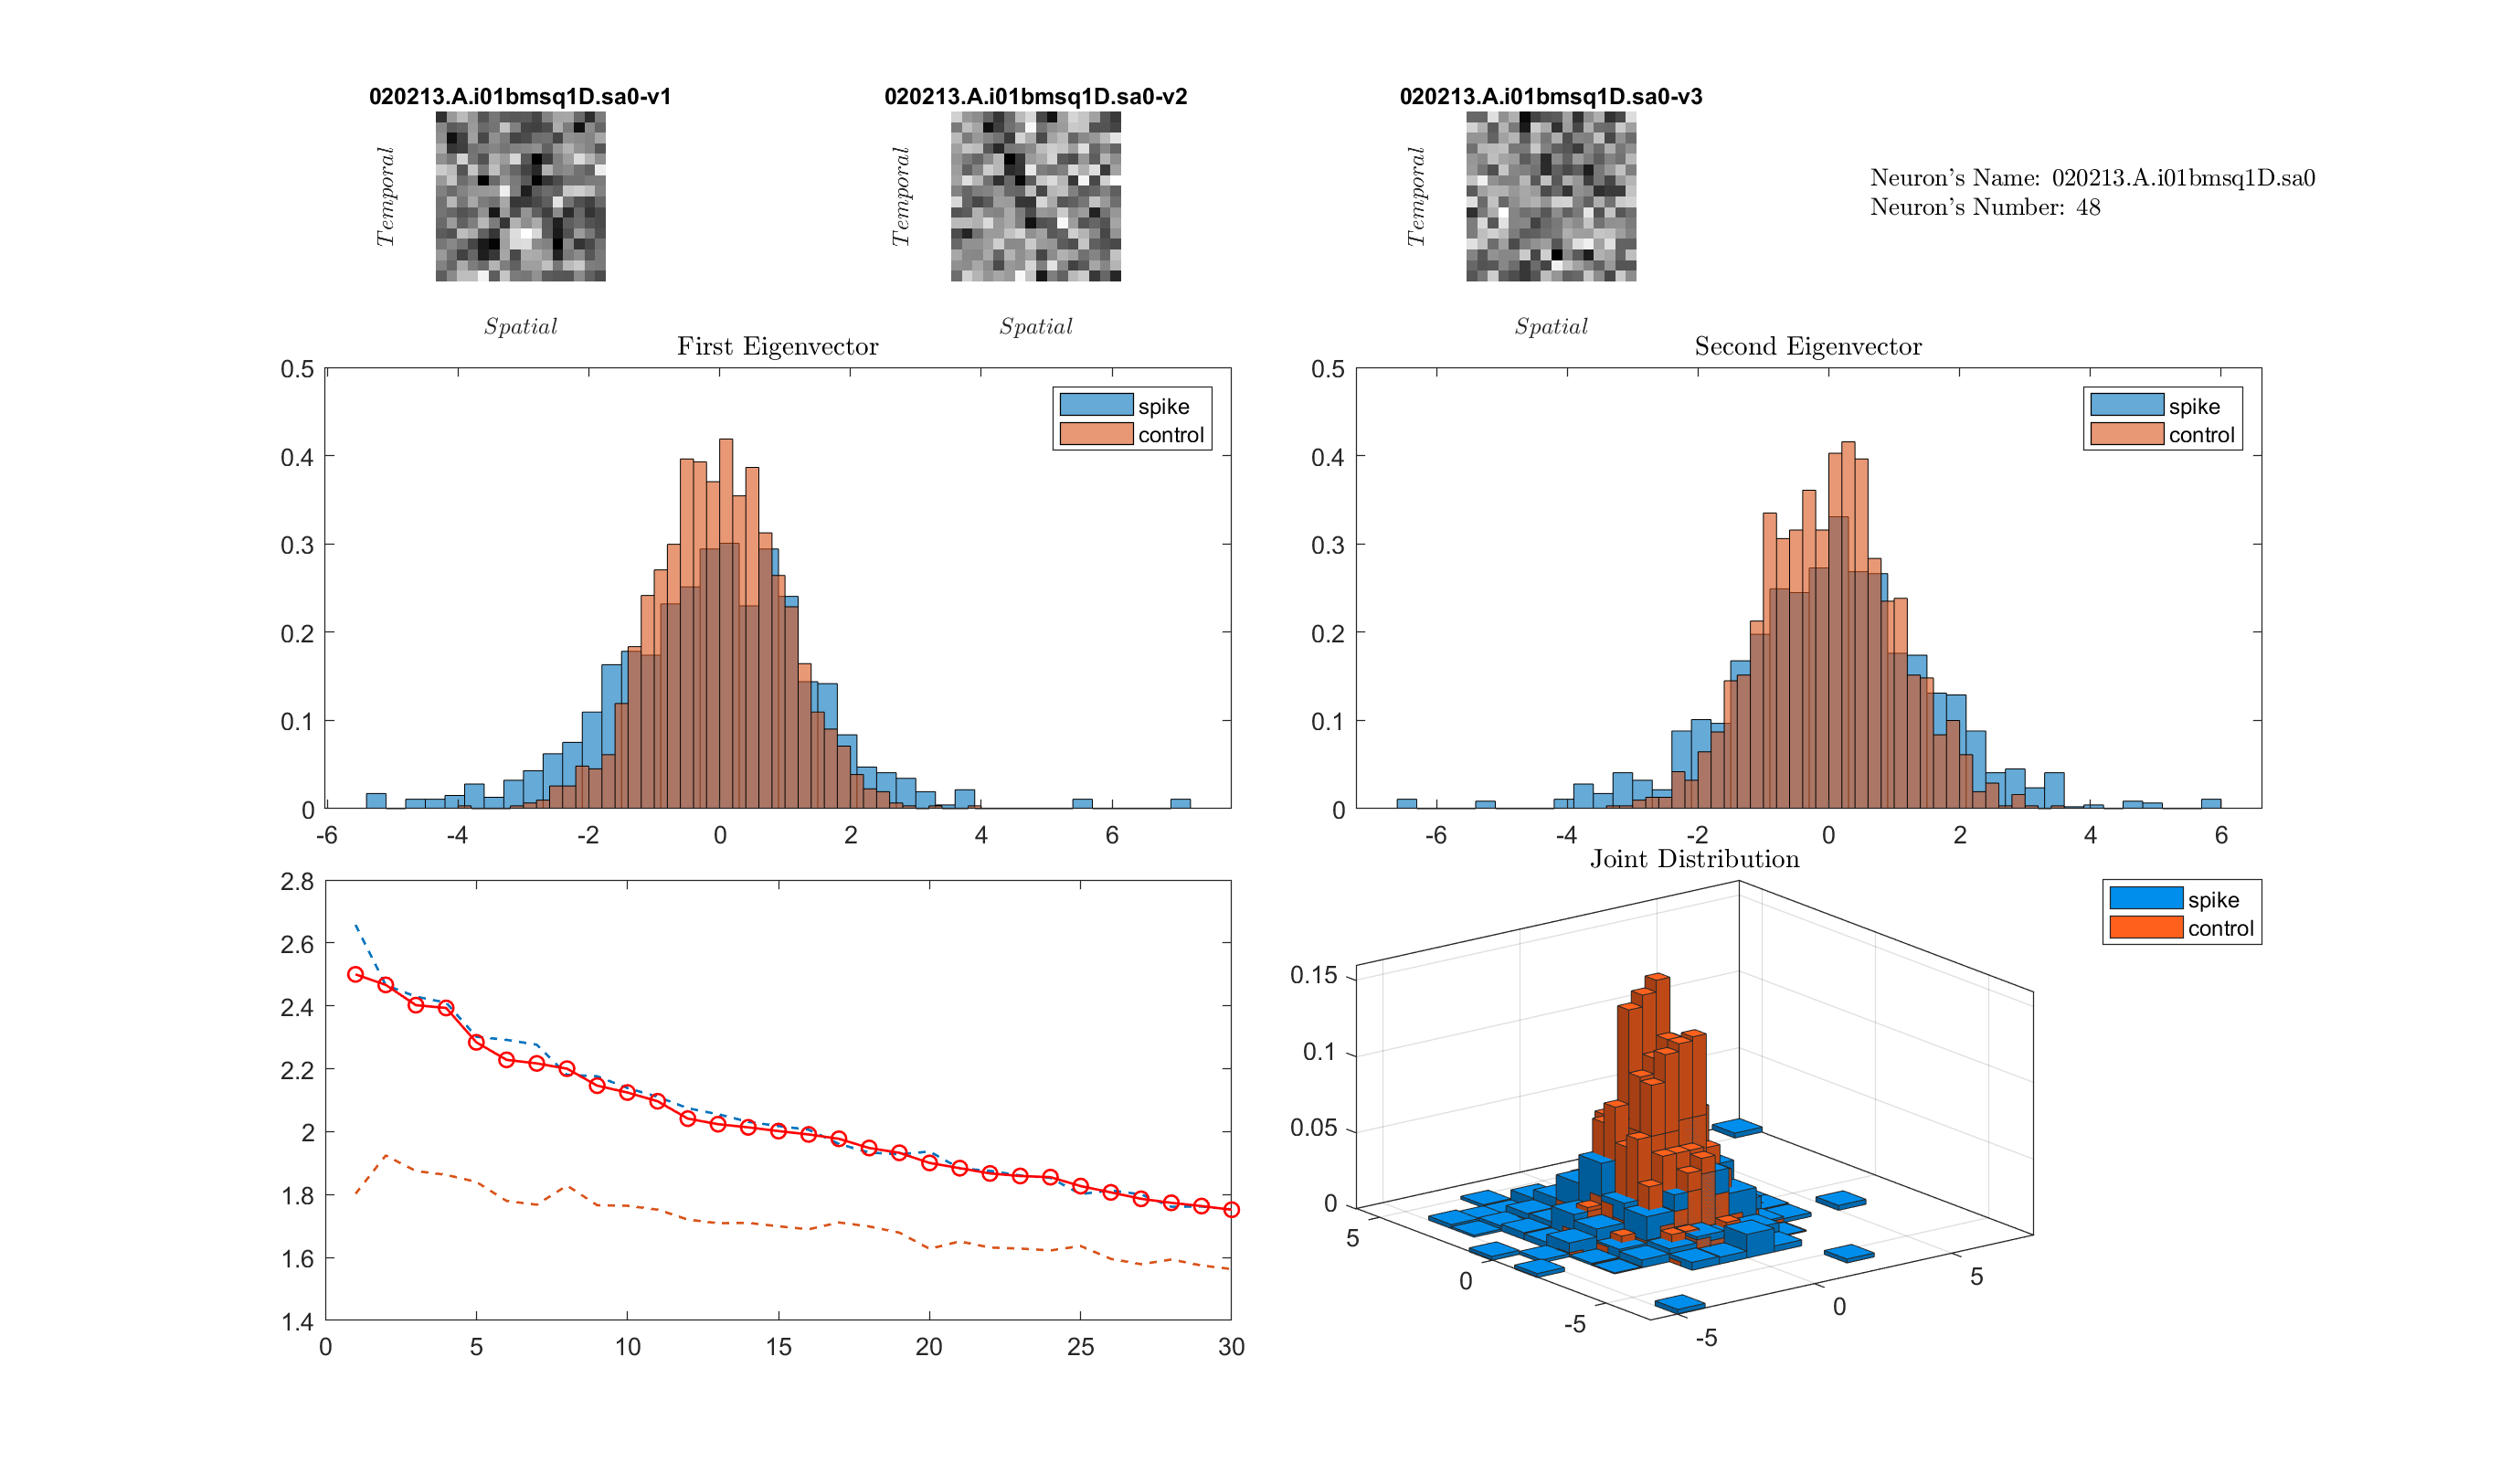 020213.A.i01bmsq1D.sa0-v1
020213.A.i01bmsq1D.sa0-v2
020213.A.i01bmsq1D.sa0-v3
Temporal
Temporal
Temporal
Spatial
Spatial
Spatial
Neuron's Name: 020213.A.i01bmsq1D.sa0
Neuron's Number: 48
First Eigenvector
0.5
0.4
0.3
0.2
0.1
0
-6 -4 -2 0 2 4 6
spike
control
Second Eigenvector
0.5
0.4
0.3
0.2
0.1
0
-6 -4 -2 0 2 4 6
spike
control
2.8
2.6
2.4
2.2
2
1.8
1.6
1.4
0 5 10 15 20 25 30
Joint Distribution
0.15
0.1
0.05
0
5
0
-5
-5
0
5
spike
control